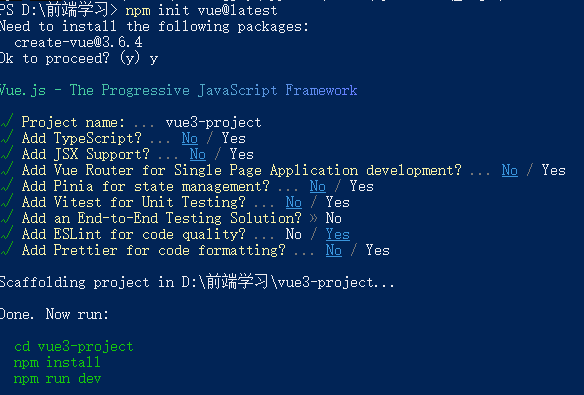 PS D:\前端学习> npm init vue@latest
Need to install the following packages:
  create-vue@3.6.4
Ok to proceed? (y) y
Vue.js - The Progressive JavaScript Framework
√ Project name: ... vue3-project
√ Add TypeScript? ... No / Yes
√ Add JSX Support? ... No / Yes
√ Add Vue Router for Single Page Application development? ... No / Yes
√ Add Pinia for state management? ... No / Yes
√ Add Vitest for Unit Testing? ... No / Yes
√ Add an End-to-End Testing Solution? » No
√ Add ESLint for code quality? ... No / Yes
√ Add Prettier for code formatting? ... No / Yes
Scaffolding project in D:\前端学习\vue3-project...
Done. Now run:
  cd vue3-project
  npm install
  npm run dev